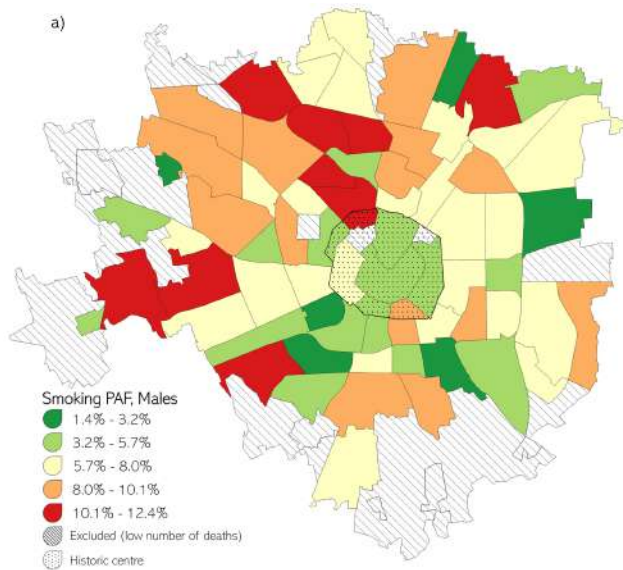 a)
Smoking PAF, Males
1.4% - 3.2%
3.2% - 5.7%
5.7% - 8.0%
8.0% - 10.1%
10.1% - 12.4%
Excluded (low number of deaths)
Historic centre